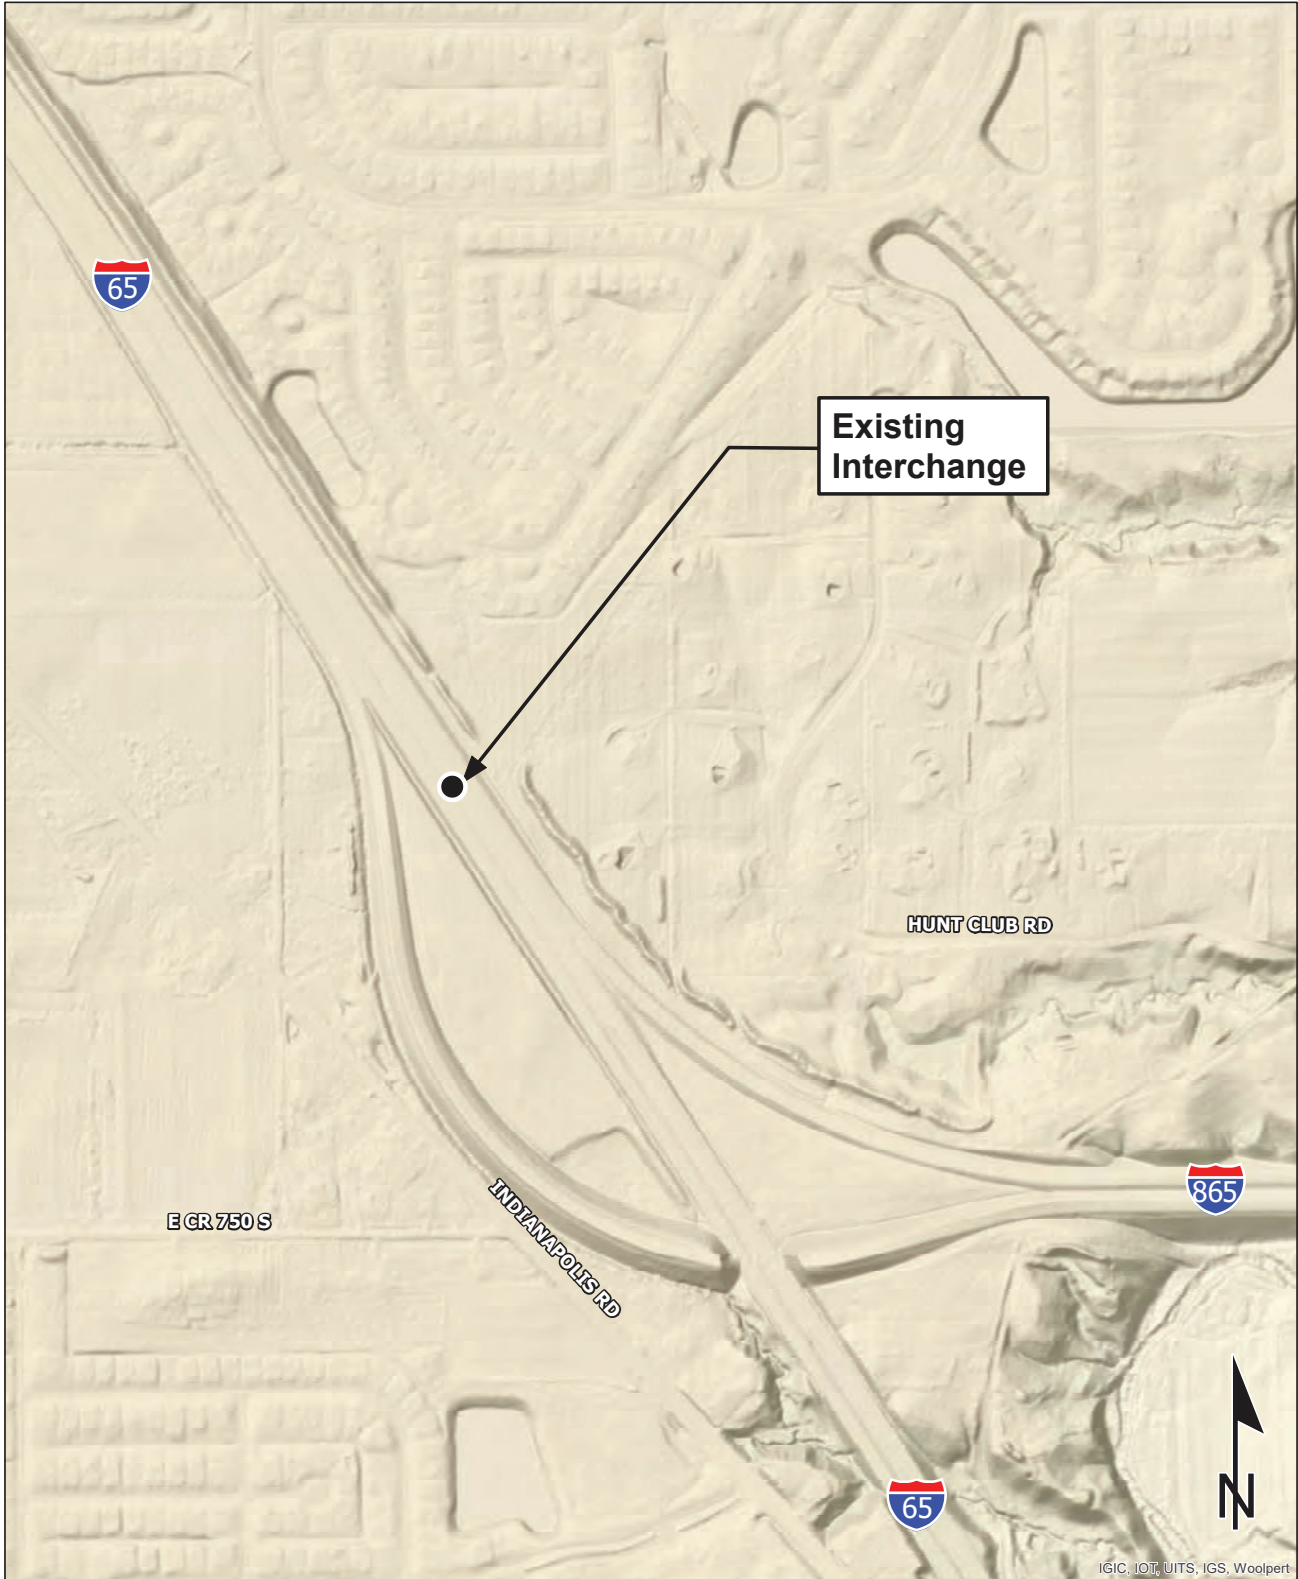 65
Existing
Interchange
HUNT CLUB RD
865
E CR 750 S
INDIANAPOLIS RD
65
N
IGIC, IOT, UITS, IGS, Woolpert